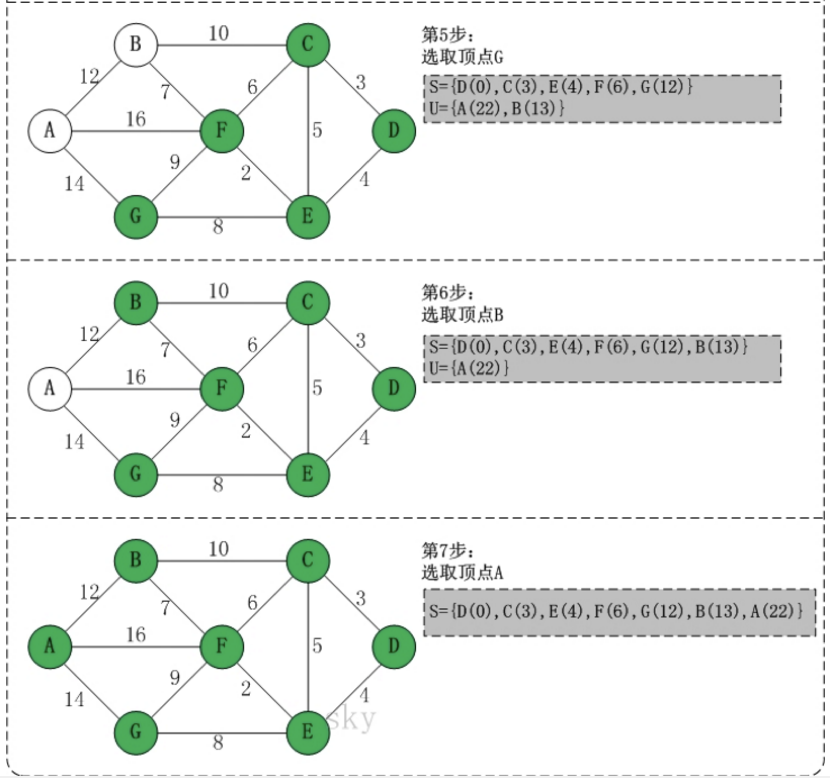 B
10
C
12
7
6
3
A
16
F
5
D
14
9
2
4
G
8
E
第5步：
选取顶点G
S={D(0),C(3),E(4),F(6),G(12)}
U={A(22),B(13)}
B
10
C
12
7
6
3
A
16
F
5
D
14
9
2
4
G
8
E
第6步：
选取顶点B
S={D(0),C(3),E(4),F(6),G(12),B(13)}
U={A(22)}
B
10
C
12
7
6
3
A
16
F
5
D
14
9
2
4
G
8
E
sky
第7步：
选取顶点A
S={D(0),C(3),E(4),F(6),G(12),B(13),A(22)}